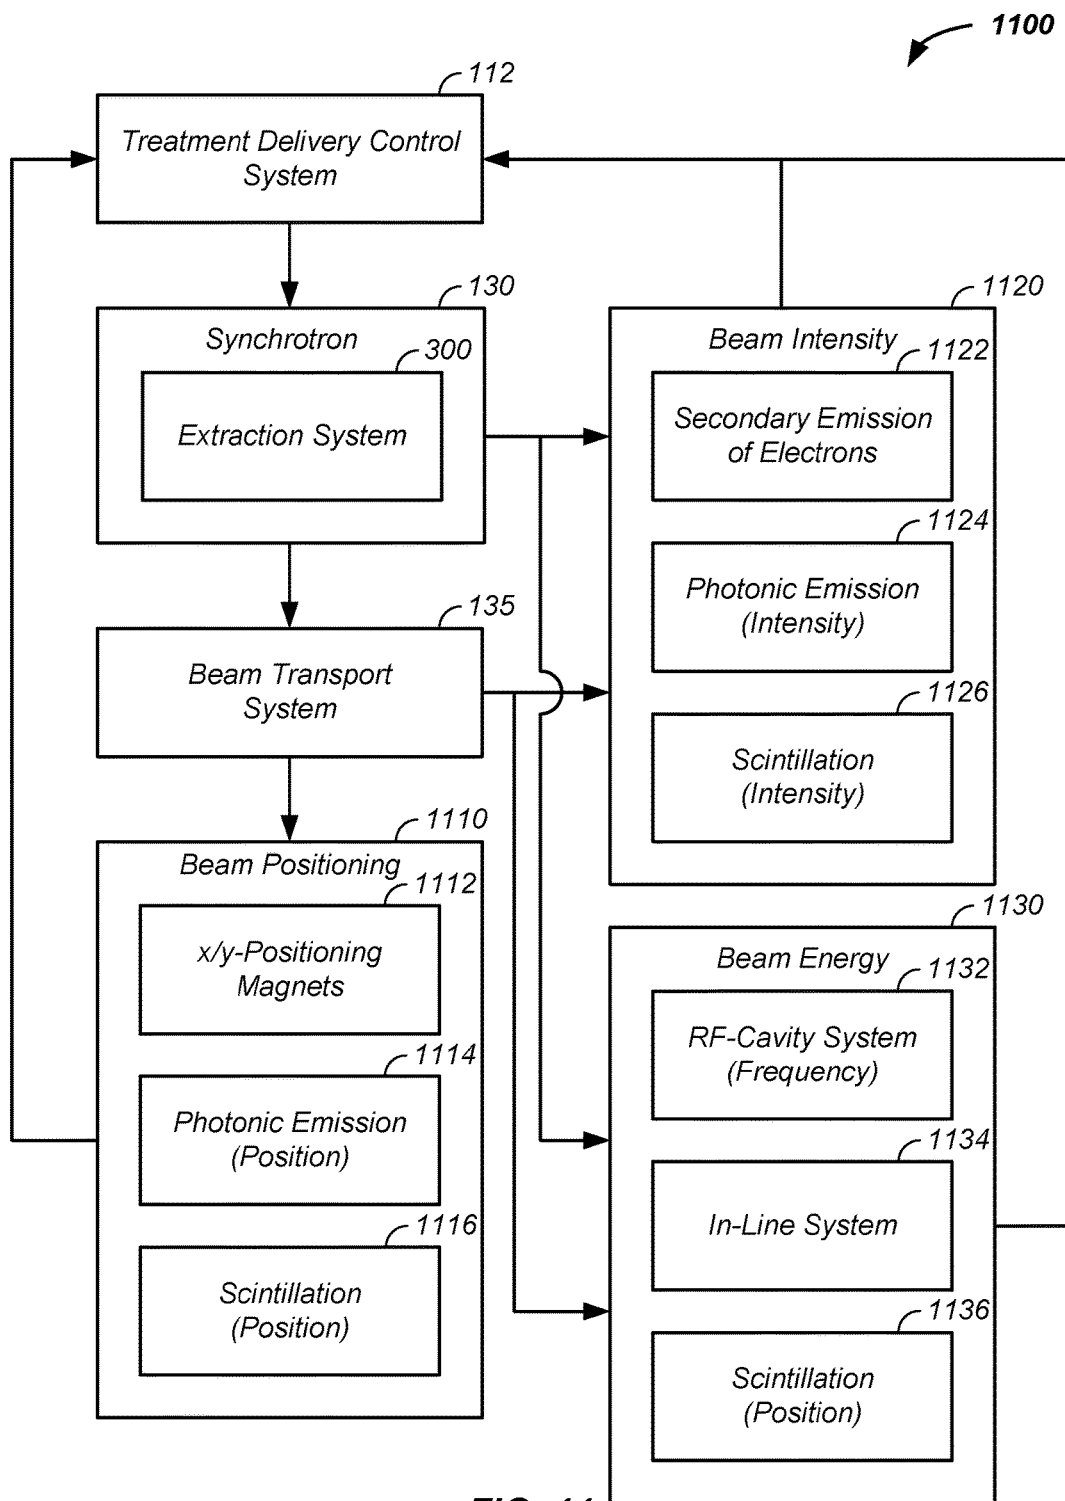 1100
112
Treatment Delivery Control
System
130
Synchrotron
300
Extraction System
135
Beam Transport
System
1110
Beam Positioning
1112
x/y-Positioning
Magnets
1114
Photonic Emission
(Position)
1116
Scintillation
(Position)
1120
Beam Intensity
1122
Secondary Emission
of Electrons
1124
Photonic Emission
(Intensity)
1126
Scintillation
(Intensity)
1130
Beam Energy
1132
RF-Cavity System
(Frequency)
1134
In-Line System
1136
Scintillation
(Position)